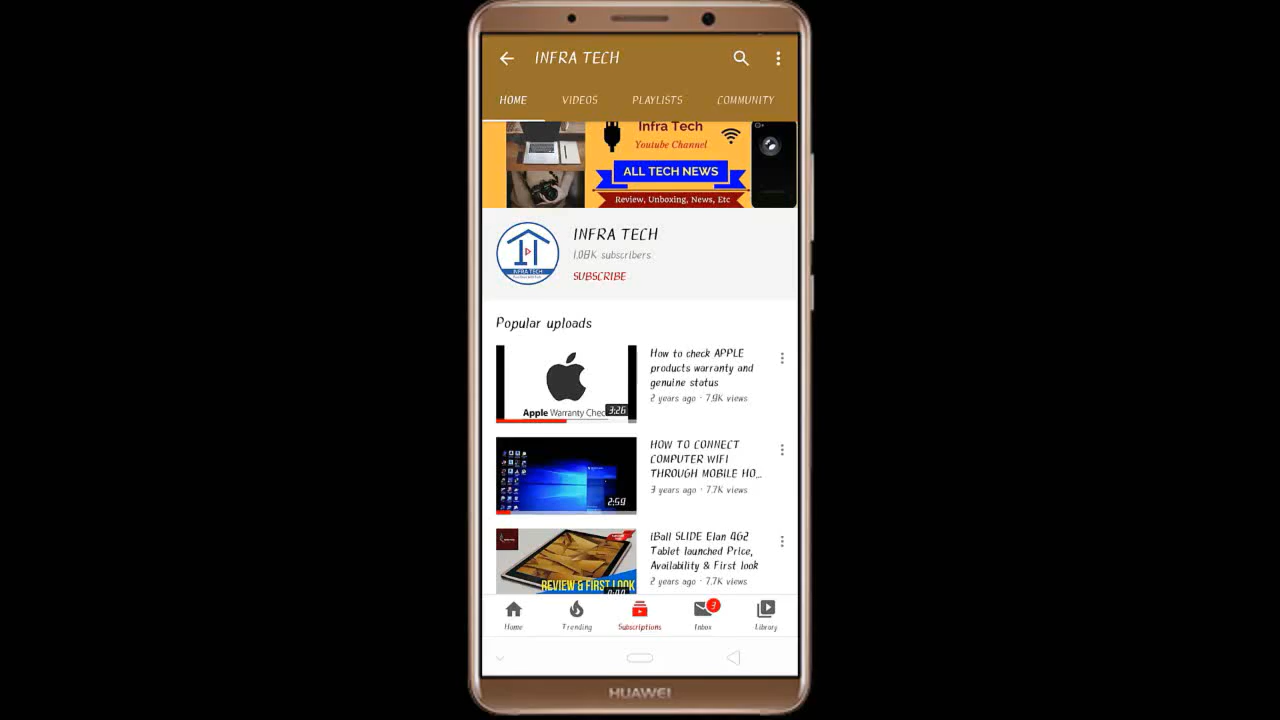 INFRA TECH
HOME VIDEOS PLAYLISTS COMMUNITY
Infra Tech
Youtube Channel
ALL TECH NEWS
Review, Unboxing, News, Etc
INFRA TECH
1.08K subscribers
SUBSCRIBE
INFRA TECH
Popular uploads
How to check APPLE
products warranty and
genuine status
2 years ago · 7.9K views
Apple Warranty Chec
3:26
HOW TO CONNECT
COMPUTER WIFI
THROUGH MOBILE HO...
3 years ago · 7.7K views
2:59
iBall SLIDE Elan 4G2
Tablet launched Price,
Availability & First look
2 years ago · 7.7K views
REVIEW & FIRST LOOK
Home Trending Subscriptions Inbox Library
HUAWEI